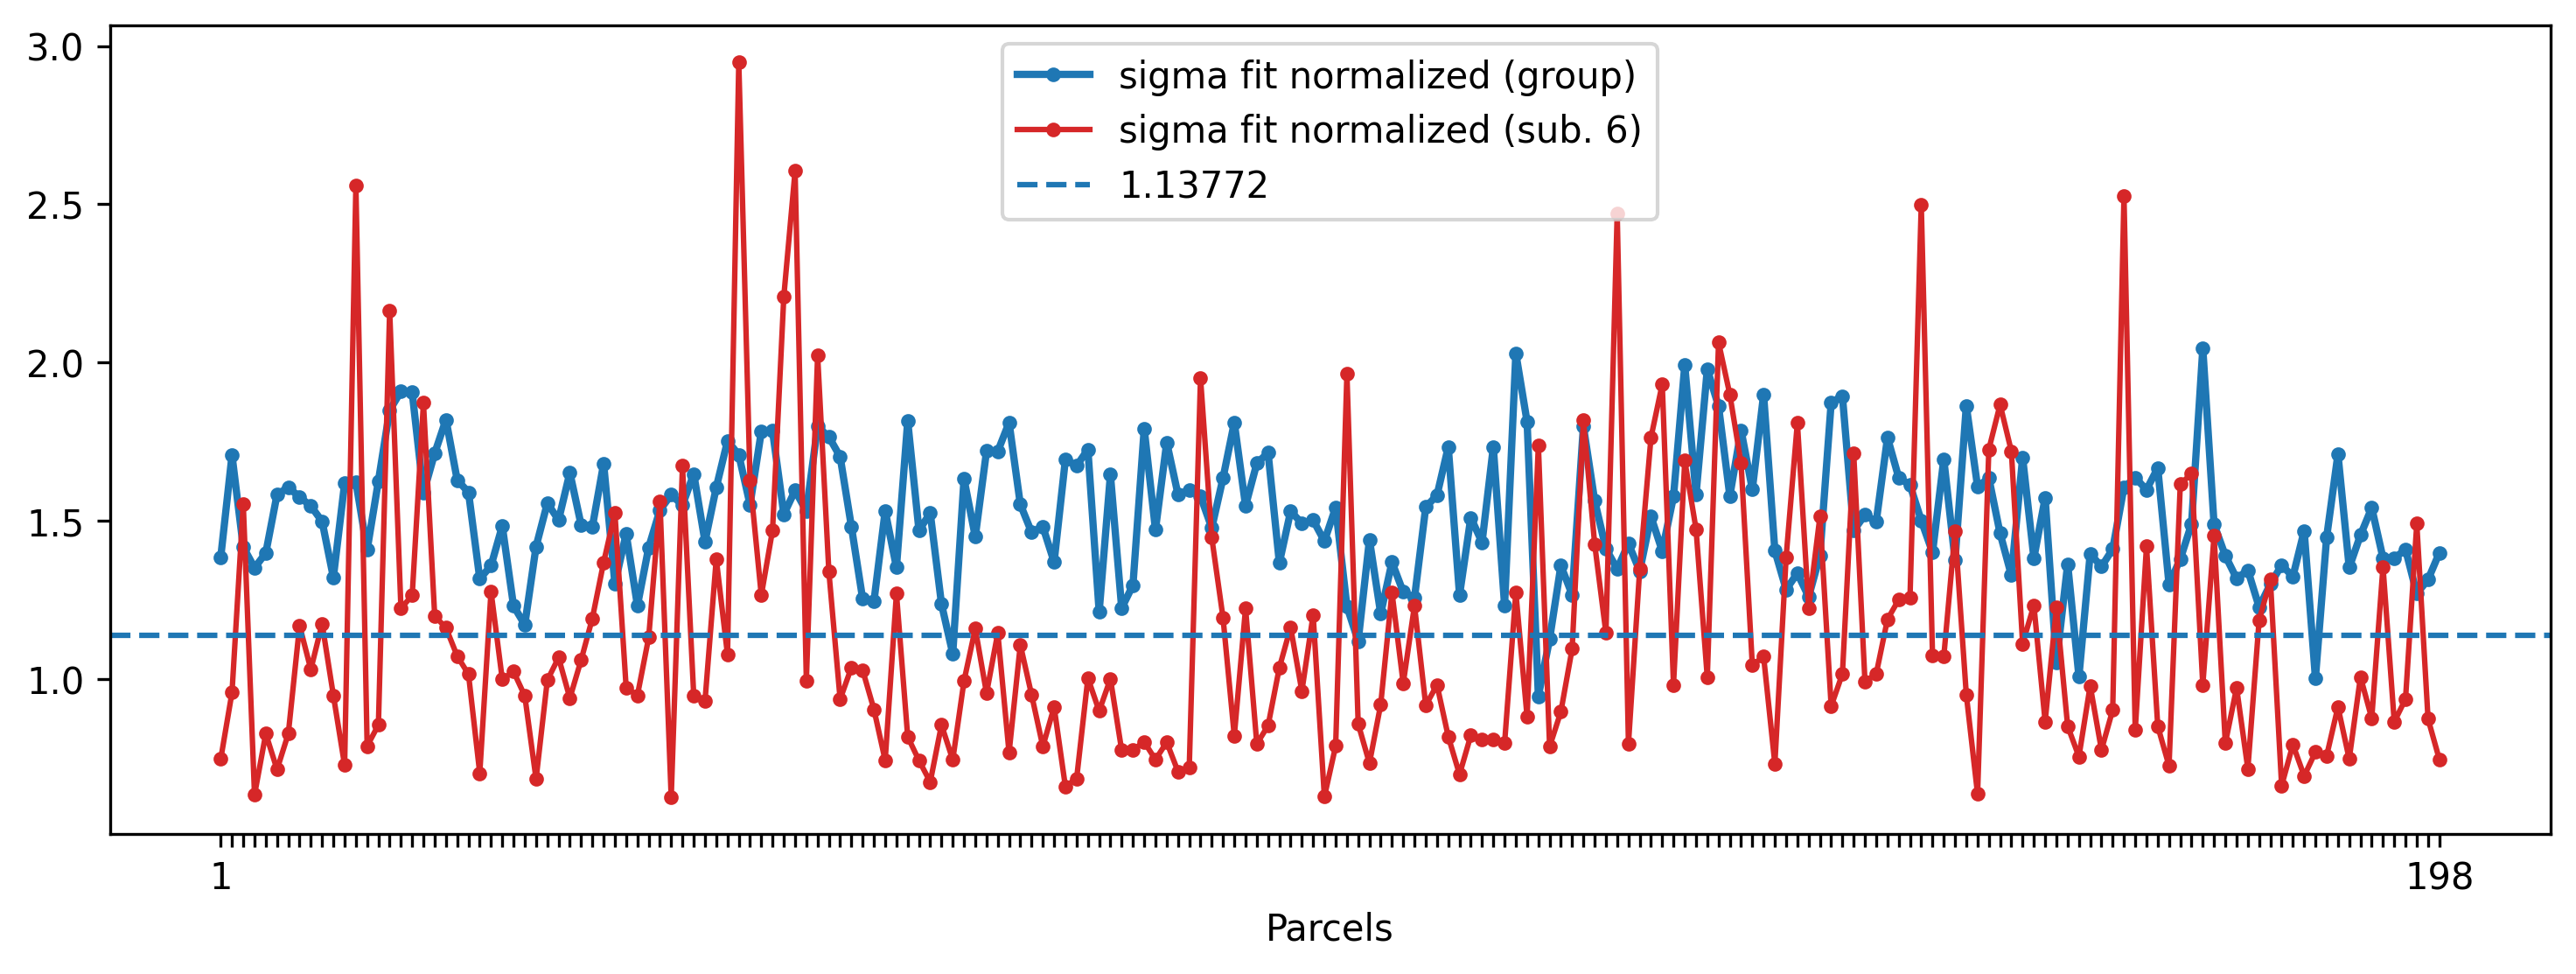 3.0
2.5
2.0
1.5
1.0
sigma fit normalized (group)
sigma fit normalized (sub. 6)
1.13772
1
198
Parcels